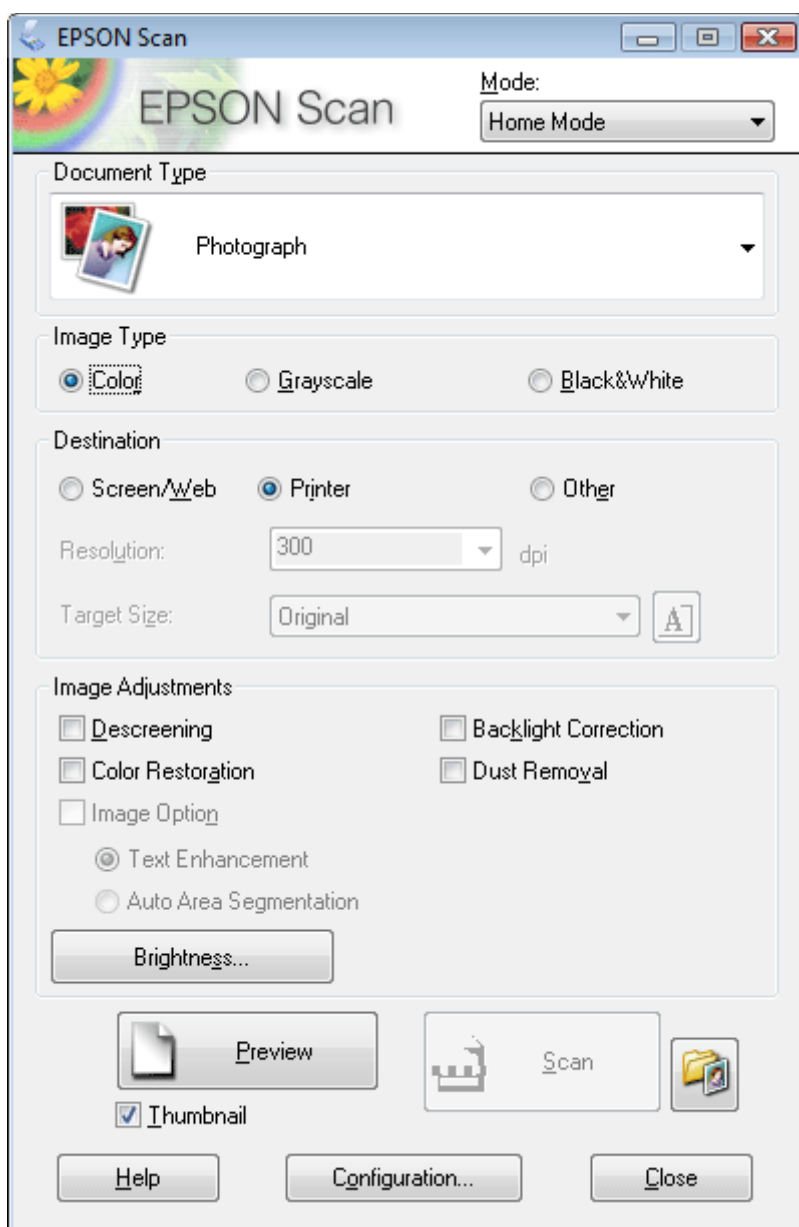 EPSON Scan
EPSON Scan
Mode:
Home Mode
Document Type
Photograph
Image Type
Color Grayscale Black&White
Destination
Screen/Web Printer Other
Resolution: 300 dpi
Target Size: Original A
Image Adjustments
Descreening Backlight Correction
Color Restoration Dust Removal
Image Option
Text Enhancement
Auto Area Segmentation
Brightness...
Preview Scan
Thumbnail
Help Configuration... Close